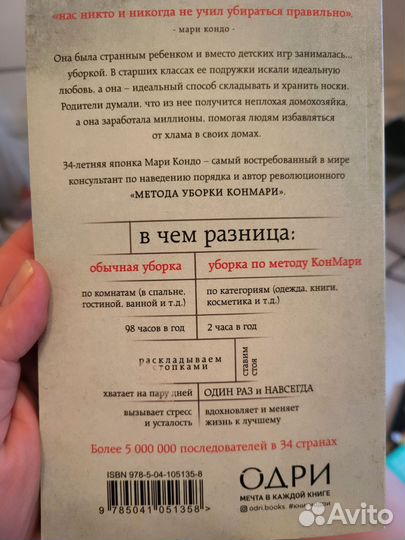 «нас никто и никогда не учил убираться правильно».
- мари кондо -
Она была странным ребенком и вместо детских игр занималась...
уборкой. В старших классах ее подружки искали идеальную
любовь, а она – идеальный способ складывать и хранить носки.
Родители думали, что из нее получится неплохая домохозяйка,
а она заработала миллионы, помогая людям избавляться
от хлама в своих домах.
34-летняя японка Мари Кондо – самый востребованный в мире
консультант по наведению порядка и автор революционного
«МЕТОДА УБОРКИ КОНМАРИ».
в чем разница:
обычная уборка
уборка по методу КонМари
по комнатам (в спальне,
гостиной, ванной и т.д.)
по категориям (одежда, книги,
косметика и т.д.)
98 часов в год
2 часа в год
раскладываем
стопками
ставим
стоя
хватает на пару дней
ОДИН РАЗ и НАВСЕГДА
вызывает стресс
и усталость
вдохновляет и меняет
жизнь к лучшему
Более 5 000 000 последователей в 34 странах
ISBN 978-5-04-105135-8
9 785041 051358 >
ОДРИ
МЕЧТА В КАЖДОЙ КНИГЕ
odri.books
Avito